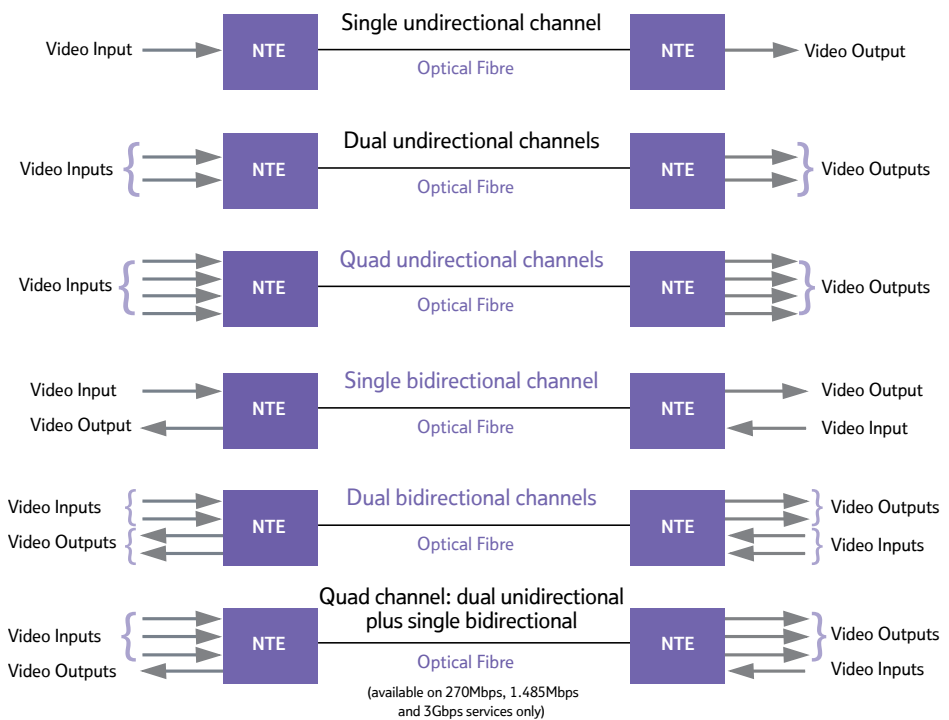 Single undirectional channel
Video Input
NTE
NTE
Video Output
Optical Fibre
Dual undirectional channels
Video Inputs
NTE
NTE
Video Outputs
Optical Fibre
Quad undirectional channels
Video Inputs
NTE
NTE
Video Outputs
Optical Fibre
Single bidirectional channel
Video Input
Video Output
NTE
NTE
Video Output
Video Input
Optical Fibre
Dual bidirectional channels
Video Inputs
Video Outputs
NTE
NTE
Video Outputs
Video Inputs
Optical Fibre
Quad channel: dual unidirectional
plus single bidirectional
Video Inputs
Video Outputs
NTE
NTE
Video Outputs
Video Inputs
Optical Fibre
(available on 270Mbps, 1.485Mbps
and 3Gbps services only)